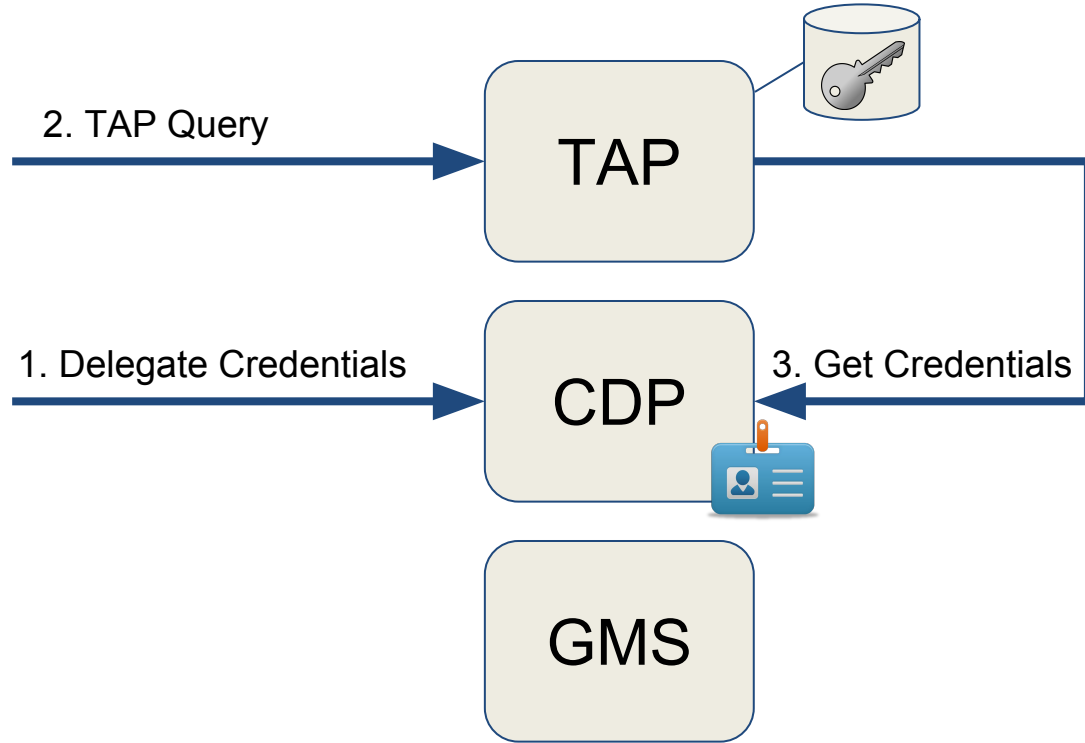 2. TAP Query
TAP
1. Delegate Credentials
CDP
3. Get Credentials
GMS